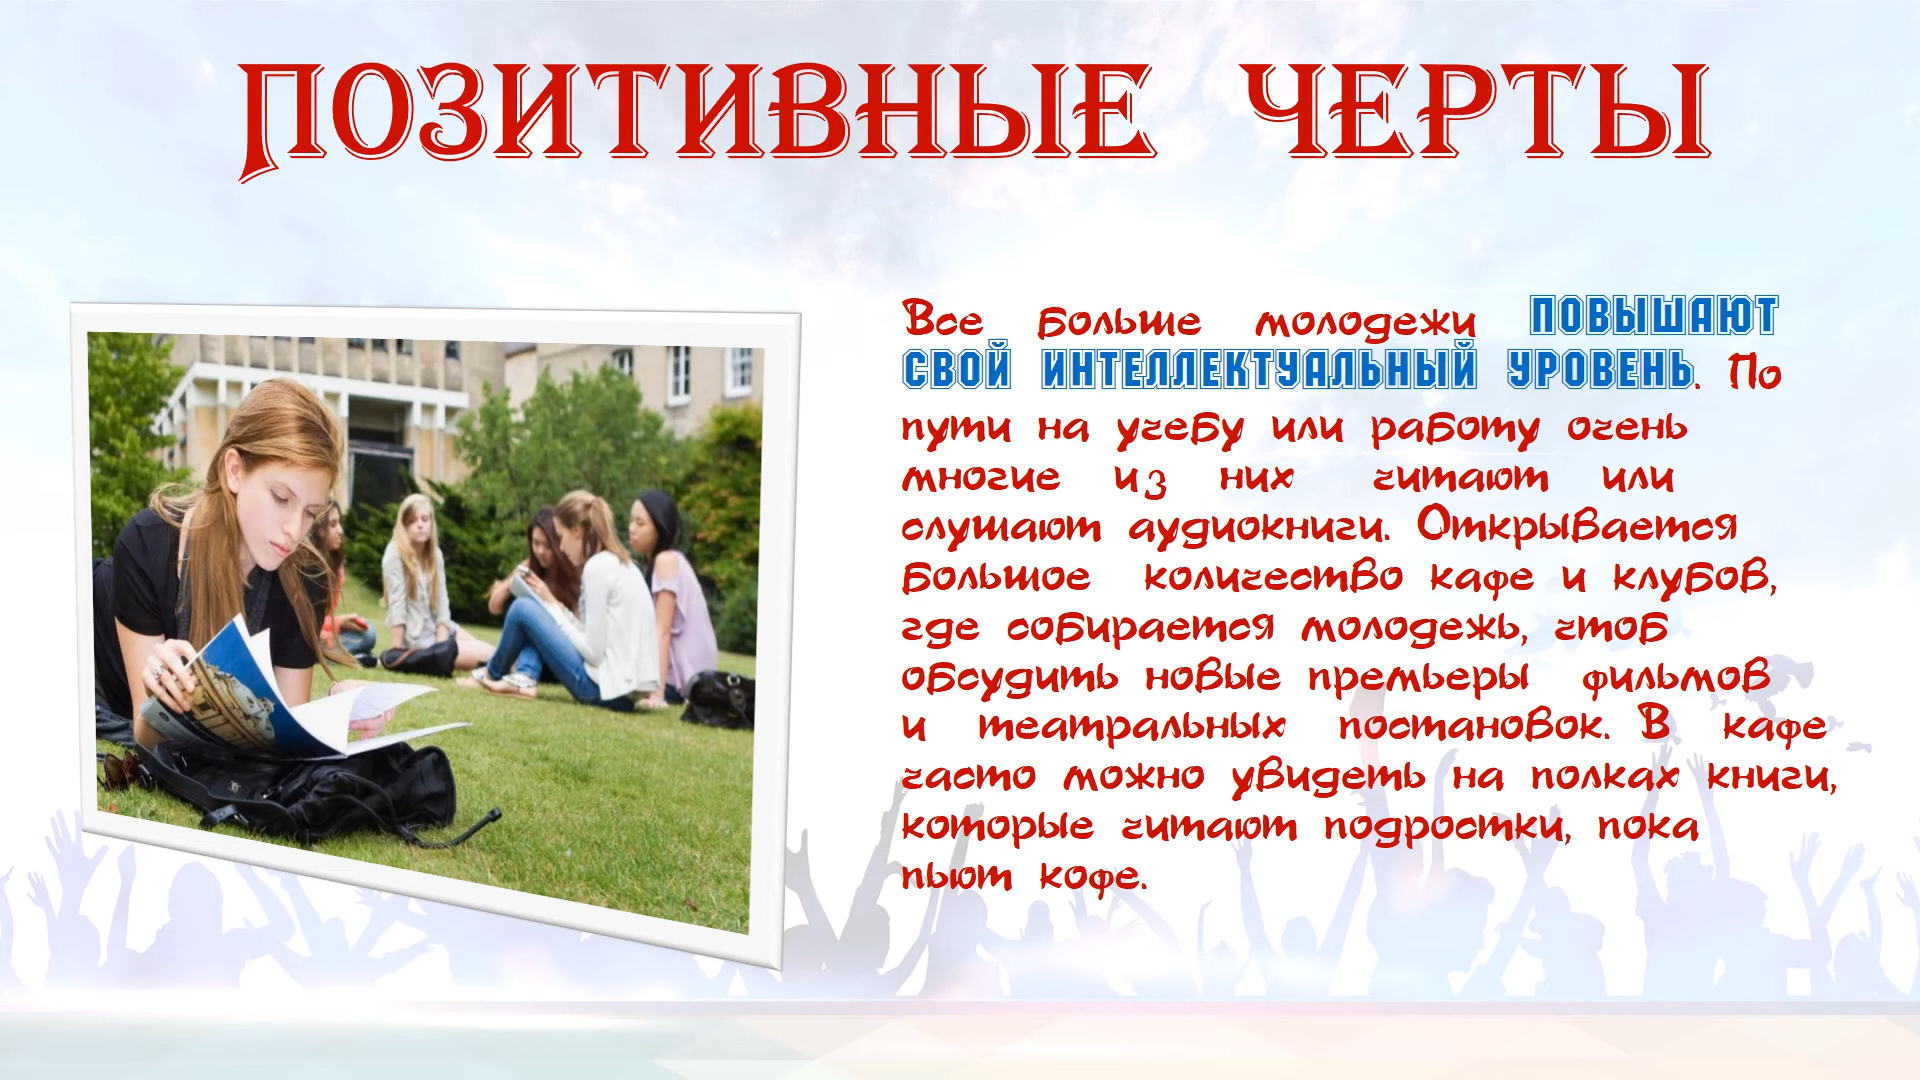 ПОЗИТИВНЫЕ ЧЕРТЫ
Все больше молодежи ПОВЫШАЮТ
СВОЙ ИНТЕЛЛЕКТУАЛЬНЫЙ УРОВЕНЬ. По
пути на учебу или работу очень
многие из них читают или
слушают аудиокниги. Открывается
большое количество кафе и клубов,
где собирается молодежь, чтоб
обсудить новые премьеры фильмов
и театральных постановок. В кафе
часто можно увидеть на полках книги,
которые читают подростки, пока
пьют кофе.